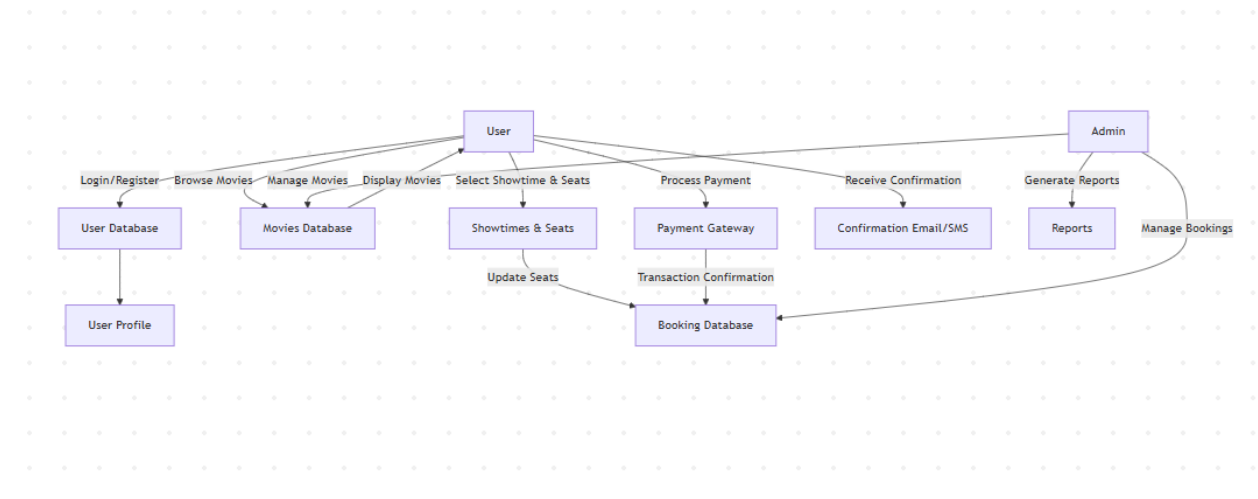 User
Admin
Login/Register
Browse Movies
Manage Movies
Display Movies
Select Showtime & Seats
Process Payment
Receive Confirmation
Generate Reports
User Database
Movies Database
Showtimes & Seats
Payment Gateway
Confirmation Email/SMS
Reports
Manage Bookings
Update Seats
Transaction Confirmation
User Profile
Booking Database